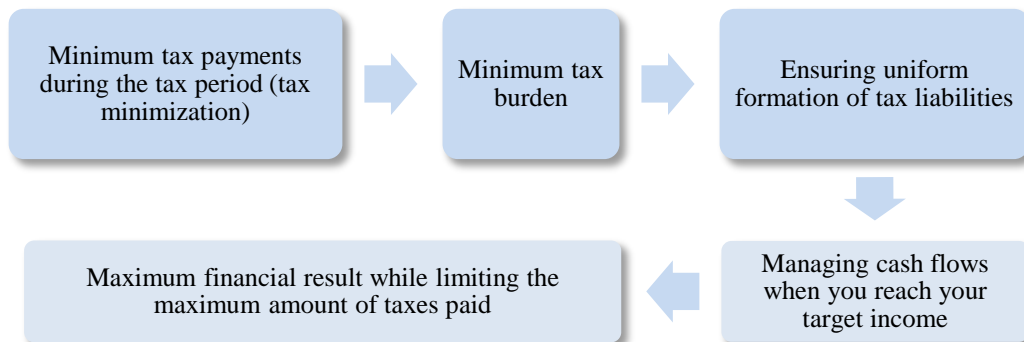 Minimum tax payments
during the tax period (tax
minimization)
Minimum tax
burden
Ensuring uniform
formation of tax liabilities
Managing cash flows
when you reach your
target income
Maximum financial result while limiting the
maximum amount of taxes paid